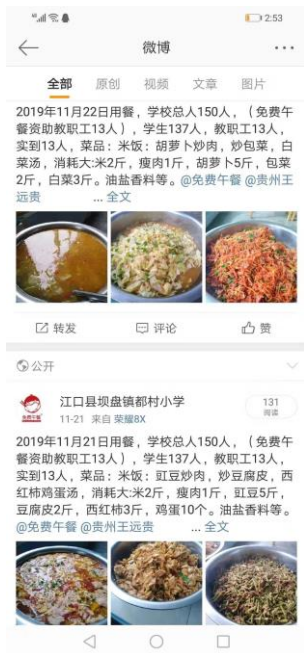 2:53
微博
全部 原创 视频 文章 图片
2019年11月22日用餐，学校总人150人，（免费午
餐资助教职工13人），学生137人，教职工13人，
实到13人，菜品：米饭：胡萝卜炒肉，炒包菜，白
菜汤，消耗大:米2斤，瘦肉1斤，胡萝卜5斤，包菜
2斤，白菜3斤。油盐香料等。@免费午餐 @贵州王
远贵 ... 全文
转发 评论 赞
公开
江口县坝盘镇都村小学
131
阅读
11-21 来自 荣耀8X
2019年11月21日用餐，学校总人150人，（免费午
餐资助教职工13人），学生137人，教职工13人，
实到13人，菜品：米饭：豇豆炒肉，炒豆腐皮，西
红柿鸡蛋汤，消耗大:米2斤，瘦肉1斤，豇豆5斤，
豆腐皮2斤，西红柿3斤，鸡蛋10个。油盐香料等。
@免费午餐 @贵州王远贵 ... 全文